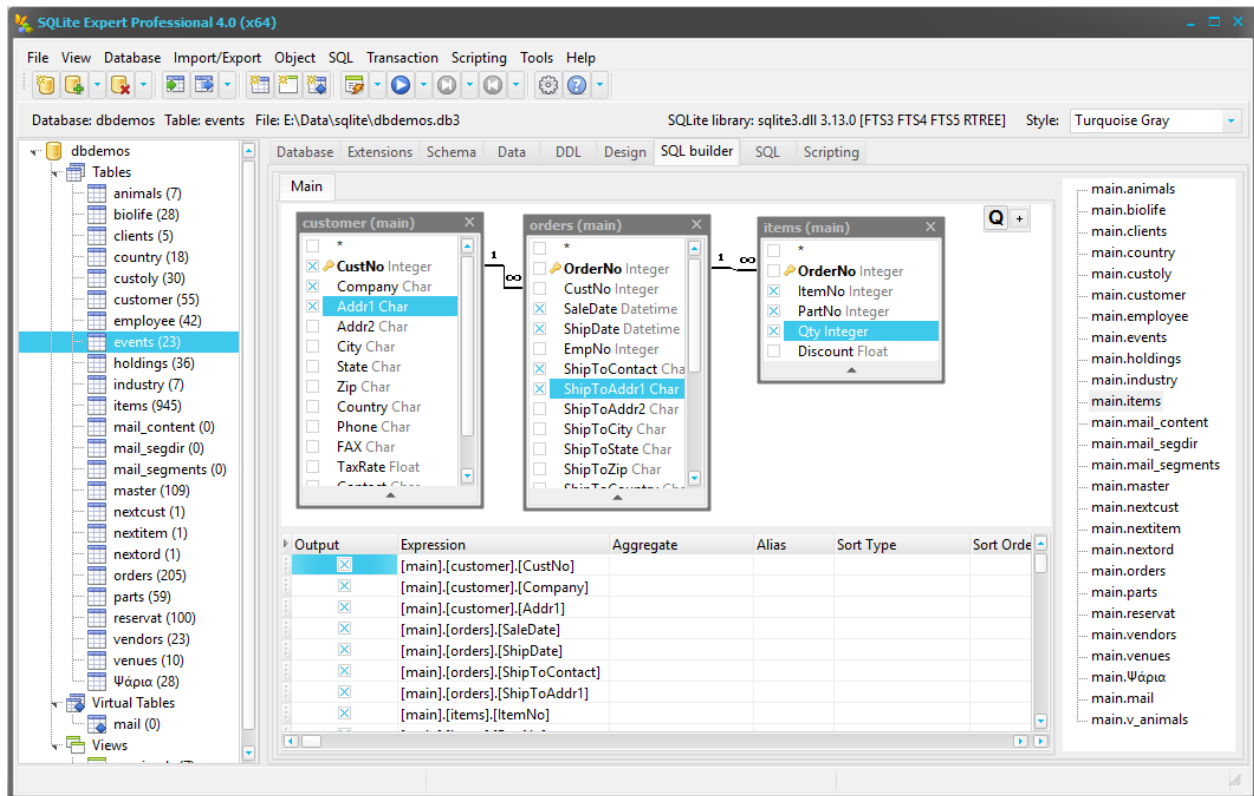 SQLite Expert Professional 4.0 (x64)
File View Database Import/Export Object SQL Transaction Scripting Tools Help
Database: dbdemos Table: events File: E:\Data\sqlite\dbdemos.db3
SQLite library: sqlite3.dll 3.13.0 [FTS3 FTS4 FTS5 RTREE]
Style:
Turquoise Gray
dbdemos
Tables
animals (7)
biolife (28)
clients (5)
country (18)
custoly (30)
customer (55)
employee (42)
events (23)
holdings (36)
industry (7)
items (945)
mail_content (0)
mail_segdir (0)
mail_segments (0)
master (109)
nextcust (1)
nextitem (1)
nextord (1)
orders (205)
parts (59)
reservat (100)
vendors (23)
venues (10)
Ψάρια (28)
Virtual Tables
mail (0)
Views
Database Extensions Schema Data DDL Design SQL builder SQL Scripting
Main
customer (main)
*
CustNo Integer
Company Char
Addr1 Char
Addr2 Char
City Char
State Char
Zip Char
Country Char
Phone Char
FAX Char
TaxRate Float
Contact Char
1
∞
orders (main)
*
OrderNo Integer
CustNo Integer
SaleDate Datetime
ShipDate Datetime
EmpNo Integer
ShipToContact Cha
ShipToAddr1 Char
ShipToAddr2 Char
ShipToCity Char
ShipToState Char
ShipToZip Char
ShipToCountry Cha
1 ∞
items (main)
*
OrderNo Integer
ItemNo Integer
PartNo Integer
Qty Integer
Discount Float
Q +
Output Expression Aggregate Alias Sort Type Sort Orde
[main].[customer].[CustNo]
[main].[customer].[Company]
[main].[customer].[Addr1]
[main].[orders].[SaleDate]
[main].[orders].[ShipDate]
[main].[orders].[ShipToContact]
[main].[orders].[ShipToAddr1]
[main].[items].[ItemNo]
main.animals
main.biolife
main.clients
main.country
main.custoly
main.customer
main.employee
main.events
main.holdings
main.industry
main.items
main.mail_content
main.mail_segdir
main.mail_segments
main.master
main.nextcust
main.nextitem
main.nextord
main.orders
main.parts
main.reservat
main.vendors
main.venues
main.Ψάρια
main.mail
main.v_animals